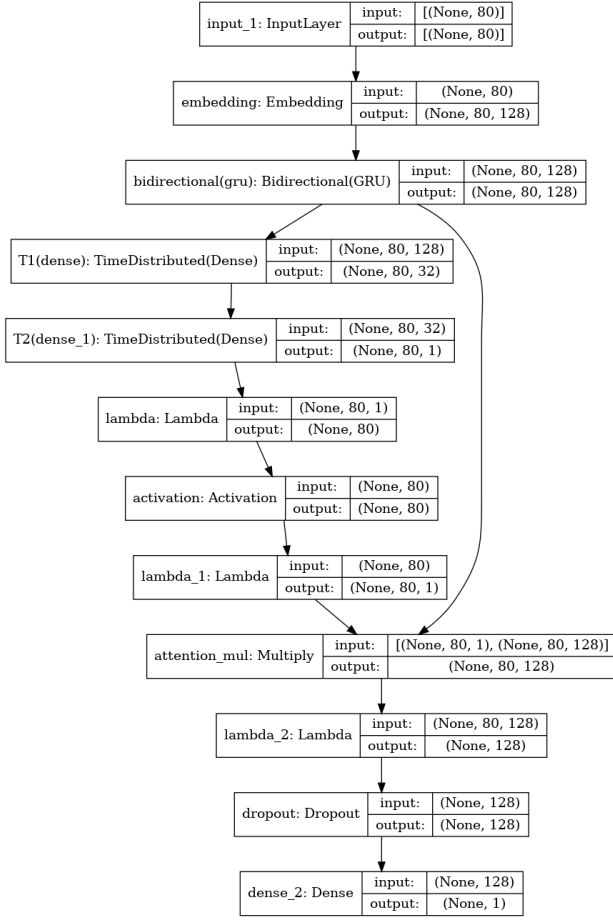 input_1: InputLayer input: [(None, 80)]
output: [(None, 80)]
embedding: Embedding input: (None, 80)
output: (None, 80, 128)
bidirectional(gru): Bidirectional(GRU) input: (None, 80, 128)
output: (None, 80, 128)
T1(dense): TimeDistributed(Dense) input: (None, 80, 128)
output: (None, 80, 32)
T2(dense_1): TimeDistributed(Dense) input: (None, 80, 32)
output: (None, 80, 1)
lambda: Lambda input: (None, 80, 1)
output: (None, 80)
activation: Activation input: (None, 80)
output: (None, 80)
lambda_1: Lambda input: (None, 80)
output: (None, 80, 1)
attention_mul: Multiply input: [(None, 80, 1), (None, 80, 128)]
output: (None, 80, 128)
lambda_2: Lambda input: (None, 80, 128)
output: (None, 128)
dropout: Dropout input: (None, 128)
output: (None, 128)
dense_2: Dense input: (None, 128)
output: (None, 1)